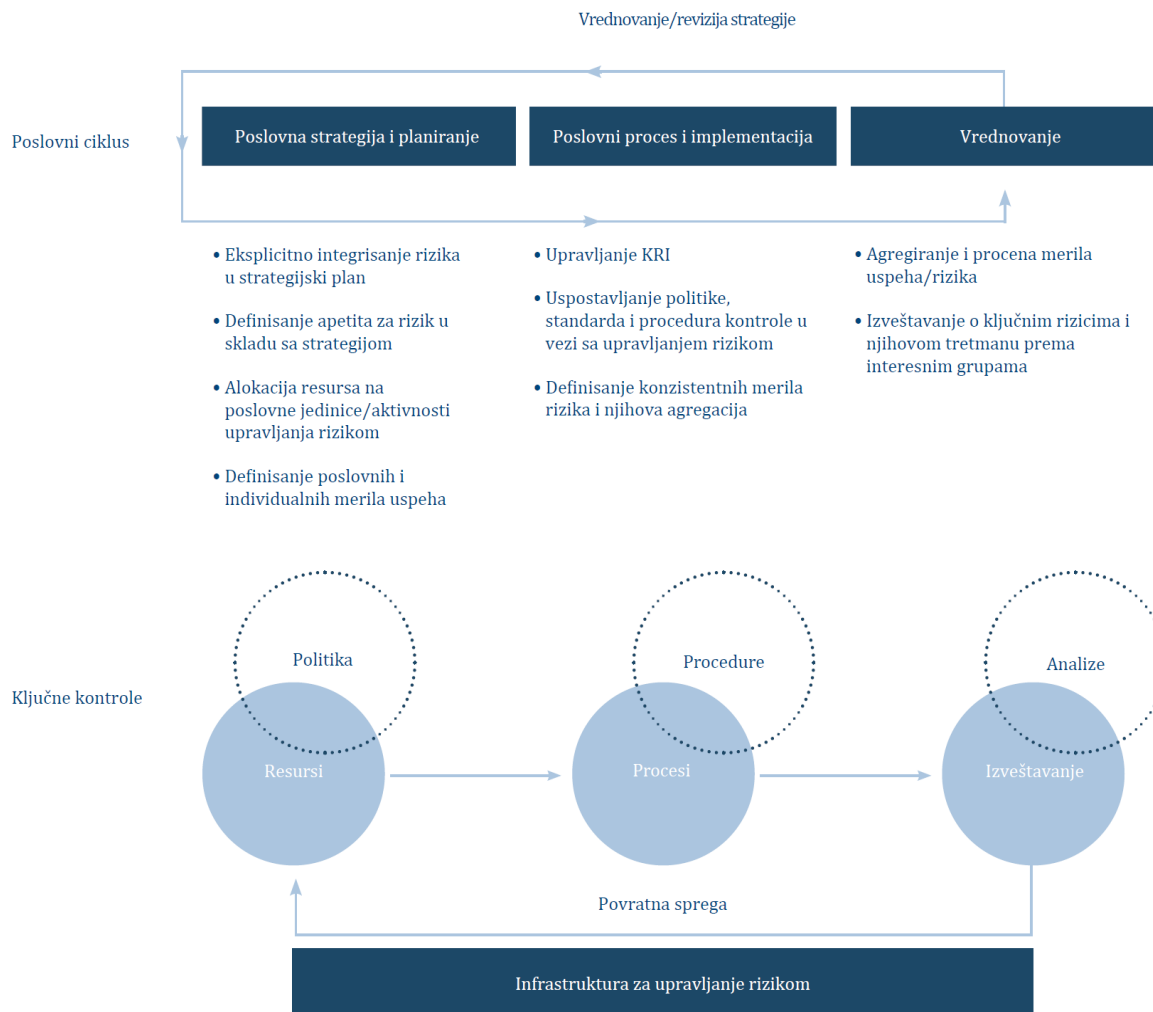 Vrednovanje/revizija strategije
Poslovni ciklus
Poslovna strategija i planiranje
Poslovni proces i implementacija
Vrednovanje
• Eksplicitno integrisanje rizika
u strategijski plan
• Definisanje apetita za rizik u
skladu sa strategijom
• Alokacija resursa na
poslovne jedinice/aktivnosti
upravljanja rizikom
• Definisanje poslovnih i
individualnih merila uspeha
• Upravljanje KRI
• Uspostavljanje politike,
standarda i procedura kontrole u
vezi sa upravljanjem rizikom
• Definisanje konzistentnih merila
rizika i njihova agregacija
• Agregiranje i procena merila
uspeha/rizika
• Izveštavanje o ključnim rizicima i
njihovom tretmanu prema
interesnim grupama
Ključne kontrole
Politika
Resursi
Procedure
Procesi
Analize
Izveštavanje
Povratna sprega
Infrastruktura za upravljanje rizikom